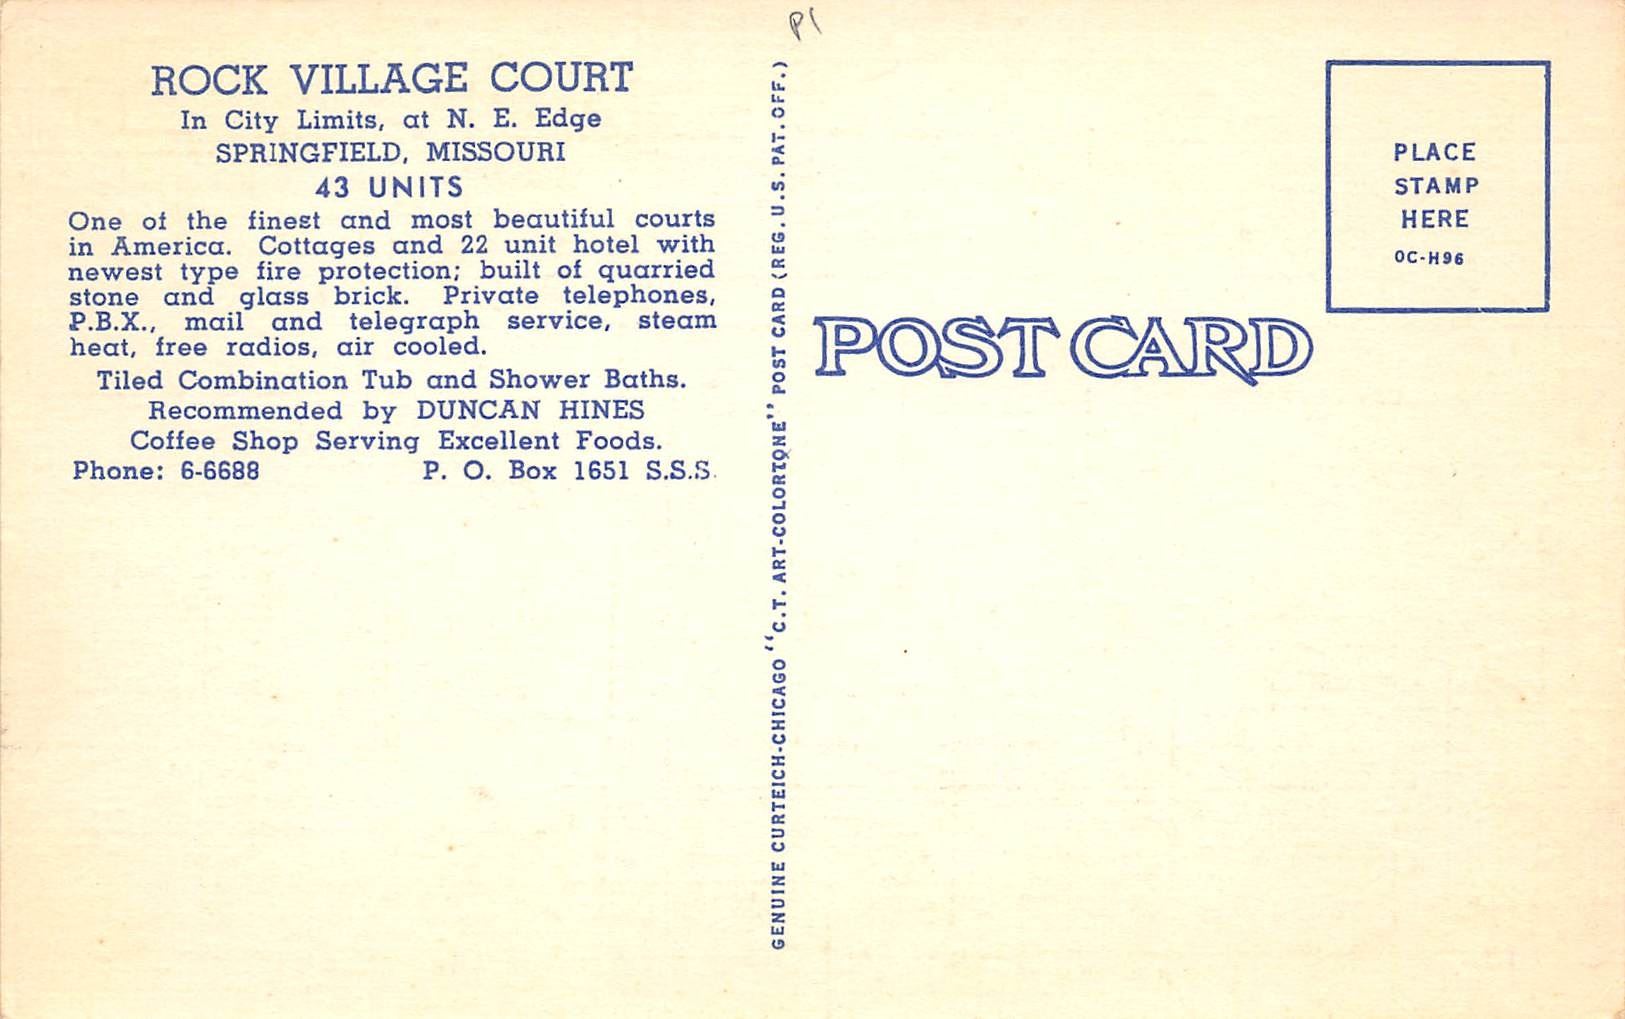 P1
ROCK VILLAGE COURT
In City Limits, at N. E. Edge
SPRINGFIELD, MISSOURI
43 UNITS
One of the finest and most beautiful courts
in America. Cottages and 22 unit hotel with
newest type fire protection; built of quarried
stone and glass brick. Private telephones,
P.B.X., mail and telegraph service, steam
heat, free radios, air cooled.
Tiled Combination Tub and Shower Baths.
Recommended by DUNCAN HINES
Coffee Shop Serving Excellent Foods.
Phone: 6-6688 P. O. Box 1651 S.S.S.
GENUINE CURTEICH-CHICAGO "C.T. ART-COLORTONE" POST CARD (REG. U.S. PAT. OFF.)
POST CARD
PLACE
STAMP
HERE
OC-H96